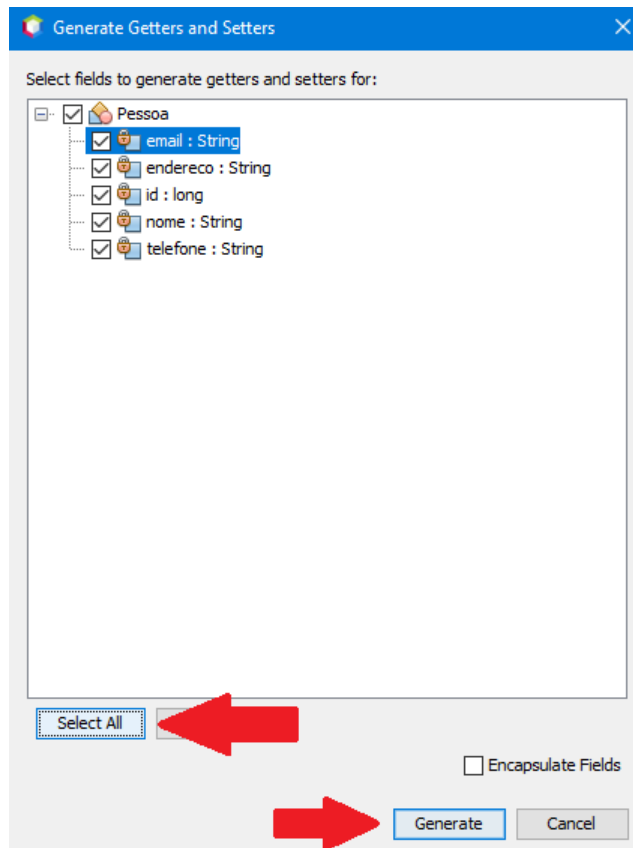 Generate Getters and Setters
Select fields to generate getters and setters for:
Pessoa
email : String
endereco : String
id : long
nome : String
telefone : String
Select All
Encapsulate Fields
Generate Cancel